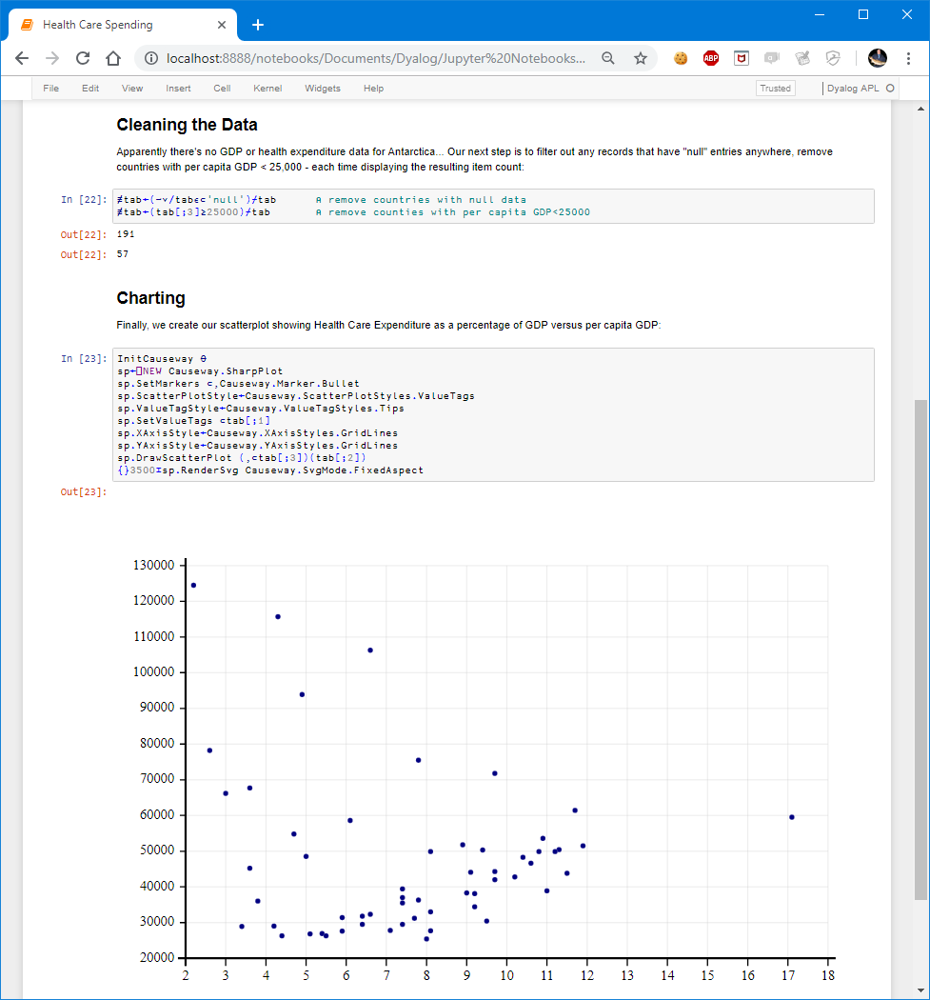 Health Care Spending
localhost:8888/notebooks/Documents/Dyalog/Jupyter%20Notebooks...
ABP
File Edit View Insert Cell Kernel Widgets Help Trusted Dyalog APL
Cleaning the Data
Apparently there's no GDP or health expenditure data for Antarctica... Our next step is to filter out any records that have "null" entries anywhere, remove
countries with per capita GDP < 25,000 - each time displaying the resulting item count:
In [22]: ≢tab←(~∨/tab∊⊂'null')⌿tab ⍝ remove countries with null data
≢tab←(tab[;3]≥25000)⌿tab ⍝ remove counties with per capita GDP<25000
Out[22]: 191
Out[22]: 57
Charting
Finally, we create our scatterplot showing Health Care Expenditure as a percentage of GDP versus per capita GDP:
In [23]: InitCauseway ⍬
sp←⎕NEW Causeway.SharpPlot
sp.SetMarkers ⊂,Causeway.Marker.Bullet
sp.ScatterPlotStyle←Causeway.ScatterPlotStyles.ValueTags
sp.ValueTagStyle←Causeway.ValueTagStyles.Tips
sp.SetValueTags ⊂tab[;1]
sp.XAxisStyle←Causeway.XAxisStyles.GridLines
sp.YAxisStyle←Causeway.YAxisStyles.GridLines
sp.DrawScatterPlot (,⊂tab[;3])(tab[;2])
{}3500⌶sp.RenderSvg Causeway.SvgMode.FixedAspect
Out[23]:
130000
120000
110000
100000
90000
80000
70000
60000
50000
40000
30000
20000
2 3 4 5 6 7 8 9 10 11 12 13 14 15 16 17 18